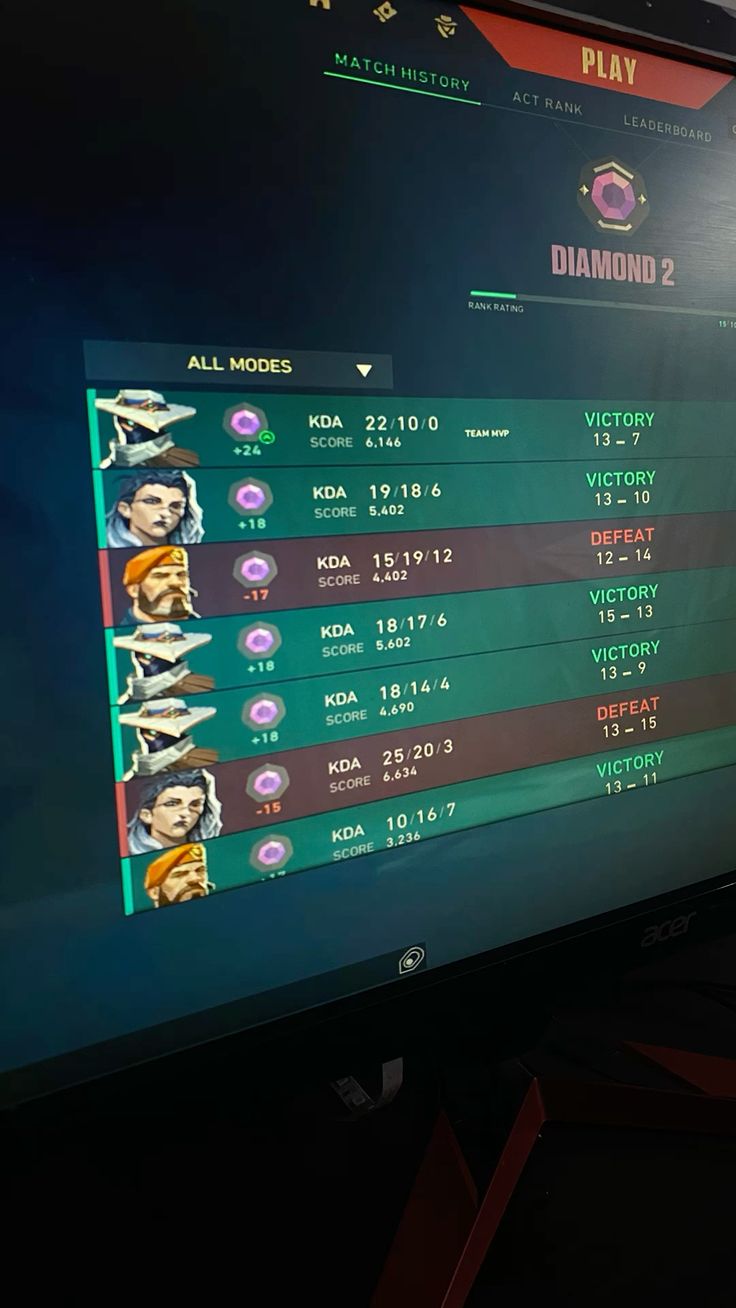 PLAY
MATCH HISTORY
ACT RANK
LEADERBOARD
DIAMOND 2
RANK RATING
ALL MODES
KDA 22/10/0
SCORE 6,146
+24
TEAM MVP
VICTORY
13 – 7
KDA 19/18/6
SCORE 5,402
+18
VICTORY
13 – 10
KDA 15/19/12
SCORE 4,402
-17
DEFEAT
12 – 14
KDA 18/17/6
SCORE 5,602
+18
VICTORY
15 – 13
KDA 18/14/4
SCORE 4,690
+18
VICTORY
13 – 9
KDA 25/20/3
SCORE 6,634
-15
DEFEAT
13 – 15
KDA 10/16/7
SCORE 3,236
VICTORY
13 – 11
acer